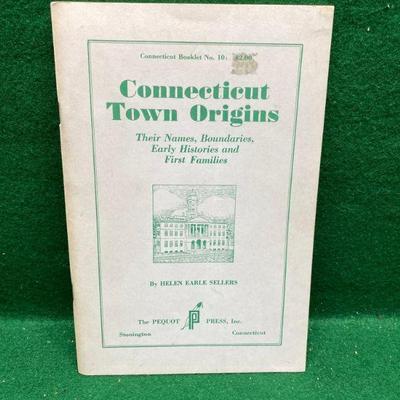 Connecticut Booklet No. 10: $2.00
Connecticut
Town Origins
Their Names, Boundaries,
Early Histories and
First Families
By HELEN EARLE SELLERS
The PEQUOT PRESS, Inc.
Stonington Connecticut